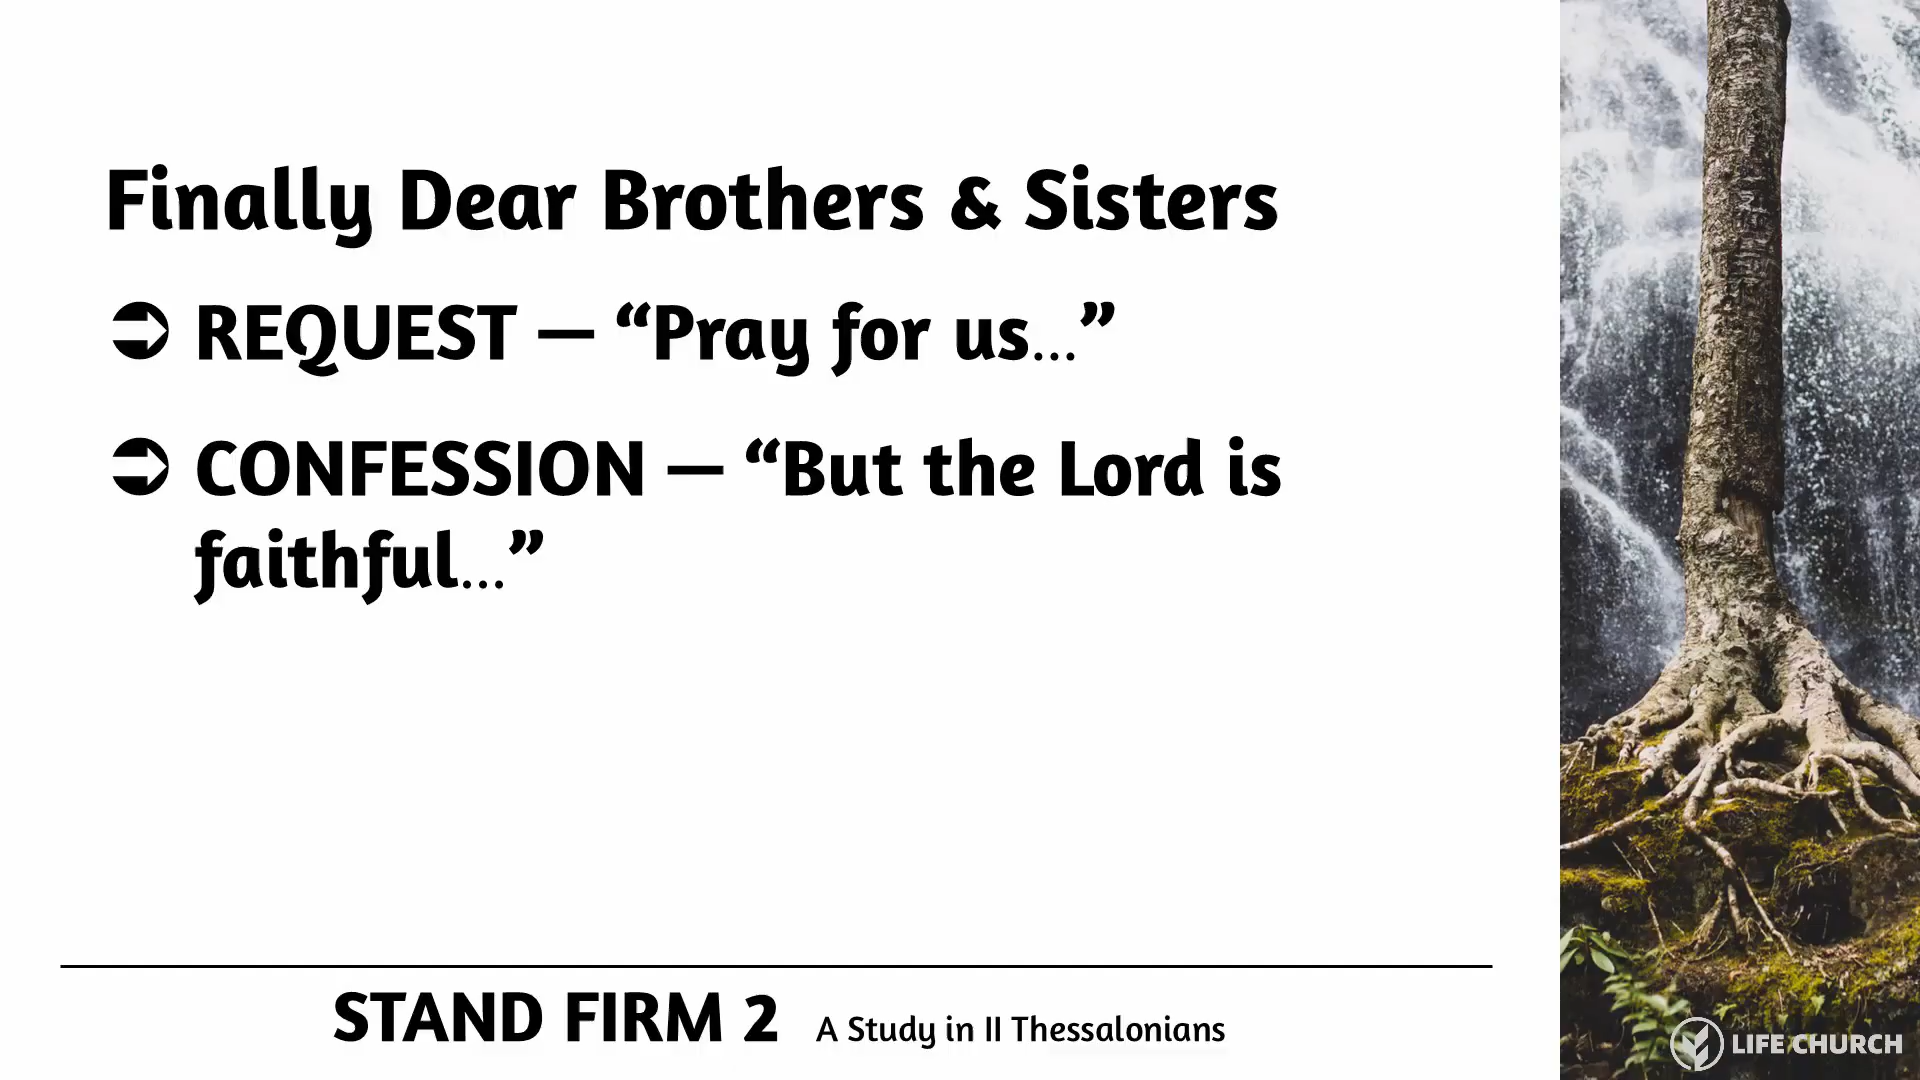 Finally Dear Brothers & Sisters
➲ REQUEST — “Pray for us...”
➲ CONFESSION — “But the Lord is
faithful...”
STAND FIRM 2 A Study in II Thessalonians
LIFE CHURCH